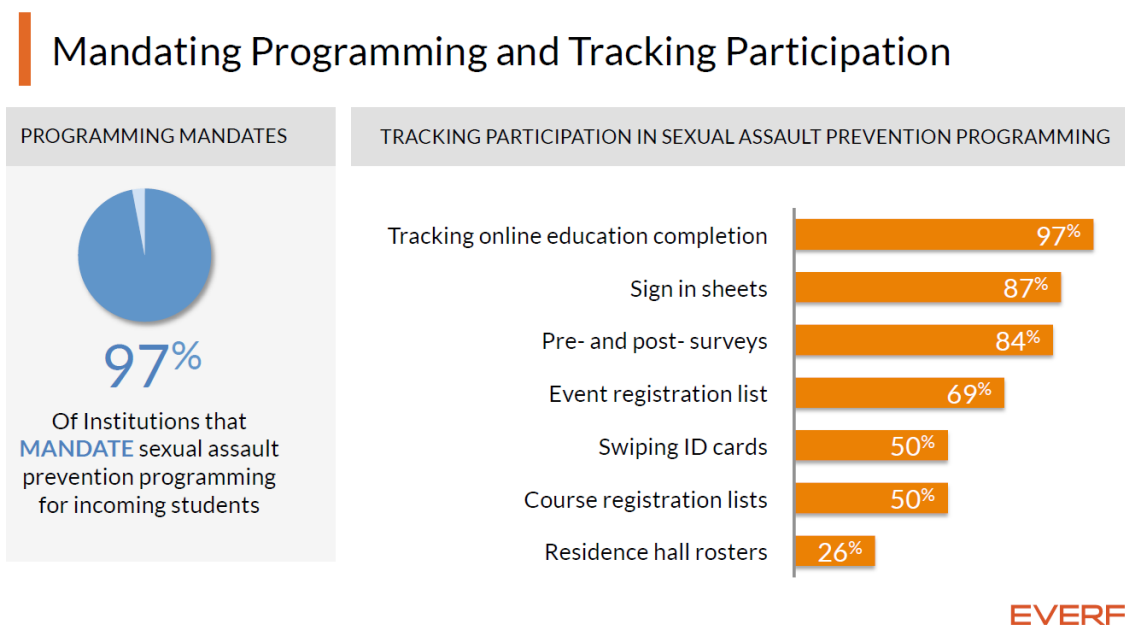 Mandating Programming and Tracking Participation
PROGRAMMING MANDATES
97%
Of Institutions that
MANDATE sexual assault
prevention programming
for incoming students
TRACKING PARTICIPATION IN SEXUAL ASSAULT PREVENTION PROGRAMMING
Tracking online education completion 97%
Sign in sheets 87%
Pre- and post- surveys 84%
Event registration list 69%
Swiping ID cards 50%
Course registration lists 50%
Residence hall rosters 26%
EVERF